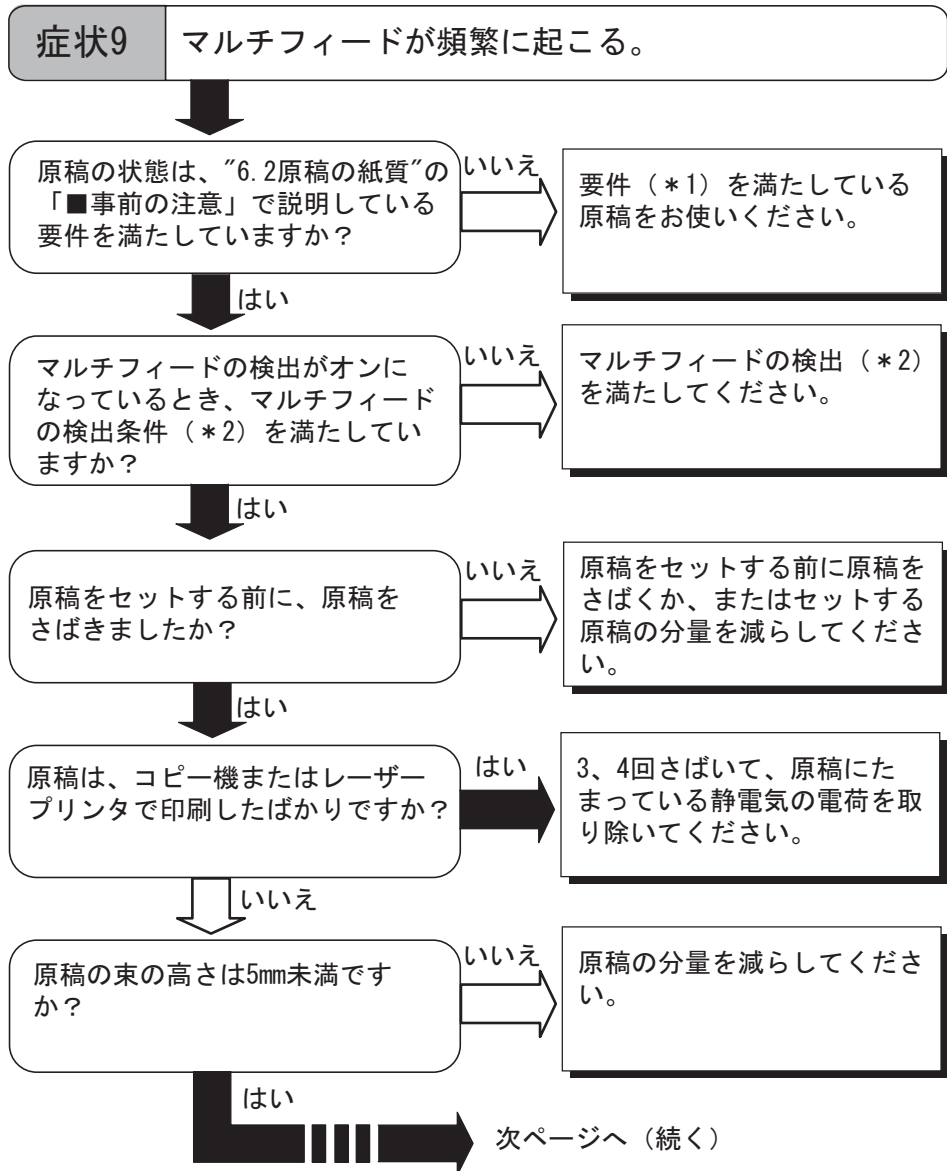 症状9
マルチフィードが頻繁に起こる。
原稿の状態は、"6.2原稿の紙質"の
「■事前の注意」で説明している
要件を満たしていますか？
いいえ
要件（＊1）を満たしている
原稿をお使いください。
はい
マルチフィードの検出がオンに
なっているとき、マルチフィード
の検出条件（＊2）を満たしてい
ますか？
いいえ
マルチフィードの検出（＊2）
を満たしてください。
はい
原稿をセットする前に、原稿を
さばきましたか？
いいえ
原稿をセットする前に原稿を
さばくか、またはセットする
原稿の分量を減らしてくださ
い。
はい
原稿は、コピー機またはレーザー
プリンタで印刷したばかりですか？
はい
3、4回さばいて、原稿にた
まっている静電気の電荷を取
り除いてください。
いいえ
原稿の束の高さは5mm未満です
か？
いいえ
原稿の分量を減らしてくださ
い。
はい
次ページへ（続く）